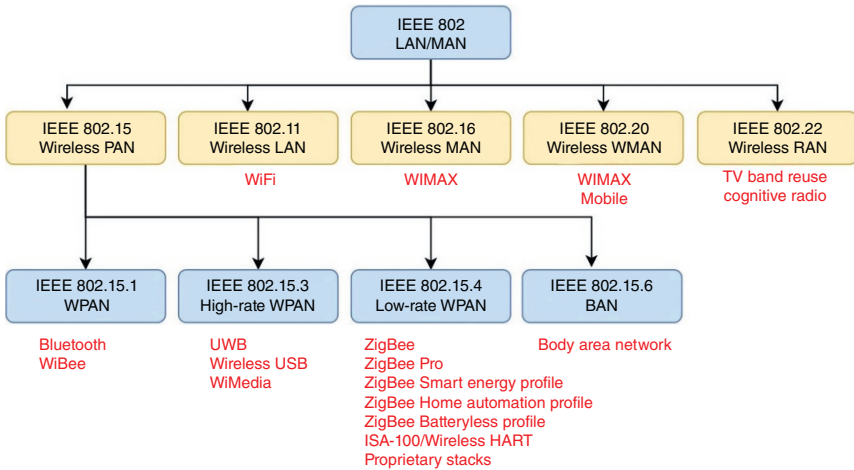 IEEE 802
LAN/MAN
IEEE 802.15
Wireless PAN
IEEE 802.11
Wireless LAN
IEEE 802.16
Wireless MAN
IEEE 802.20
Wireless WMAN
IEEE 802.22
Wireless RAN
WiFi
WIMAX
WIMAX
Mobile
TV band reuse
cognitive radio
IEEE 802.15.1
WPAN
IEEE 802.15.3
High-rate WPAN
IEEE 802.15.4
Low-rate WPAN
IEEE 802.15.6
BAN
Bluetooth
WiBee
UWB
Wireless USB
WiMedia
ZigBee
ZigBee Pro
ZigBee Smart energy profile
ZigBee Home automation profile
ZigBee Batteryless profile
ISA-100/Wireless HART
Proprietary stacks
Body area network